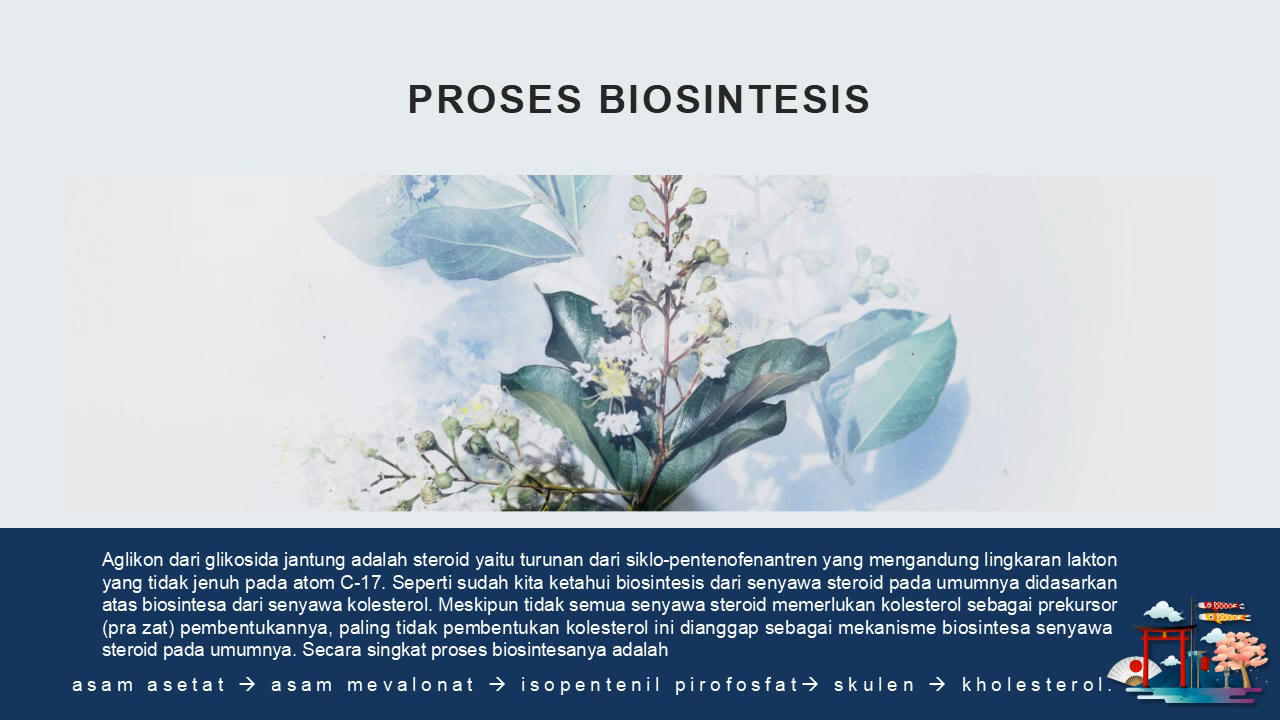 PROSES BIOSINTESIS
Aglikon dari glikosida jantung adalah steroid yaitu turunan dari siklo-pentenofenantren yang mengandung lingkaran lakton
yang tidak jenuh pada atom C-17. Seperti sudah kita ketahui biosintesis dari senyawa steroid pada umumnya didasarkan
atas biosintesa dari senyawa kolesterol. Meskipun tidak semua senyawa steroid memerlukan kolesterol sebagai prekursor
(pra zat) pembentukannya, paling tidak pembentukan kolesterol ini dianggap sebagai mekanisme biosintesa senyawa
steroid pada umumnya. Secara singkat proses biosintesanya adalah
asam asetat → asam mevalonat → isopentenil pirofosfat→ skulen → kholesterol.